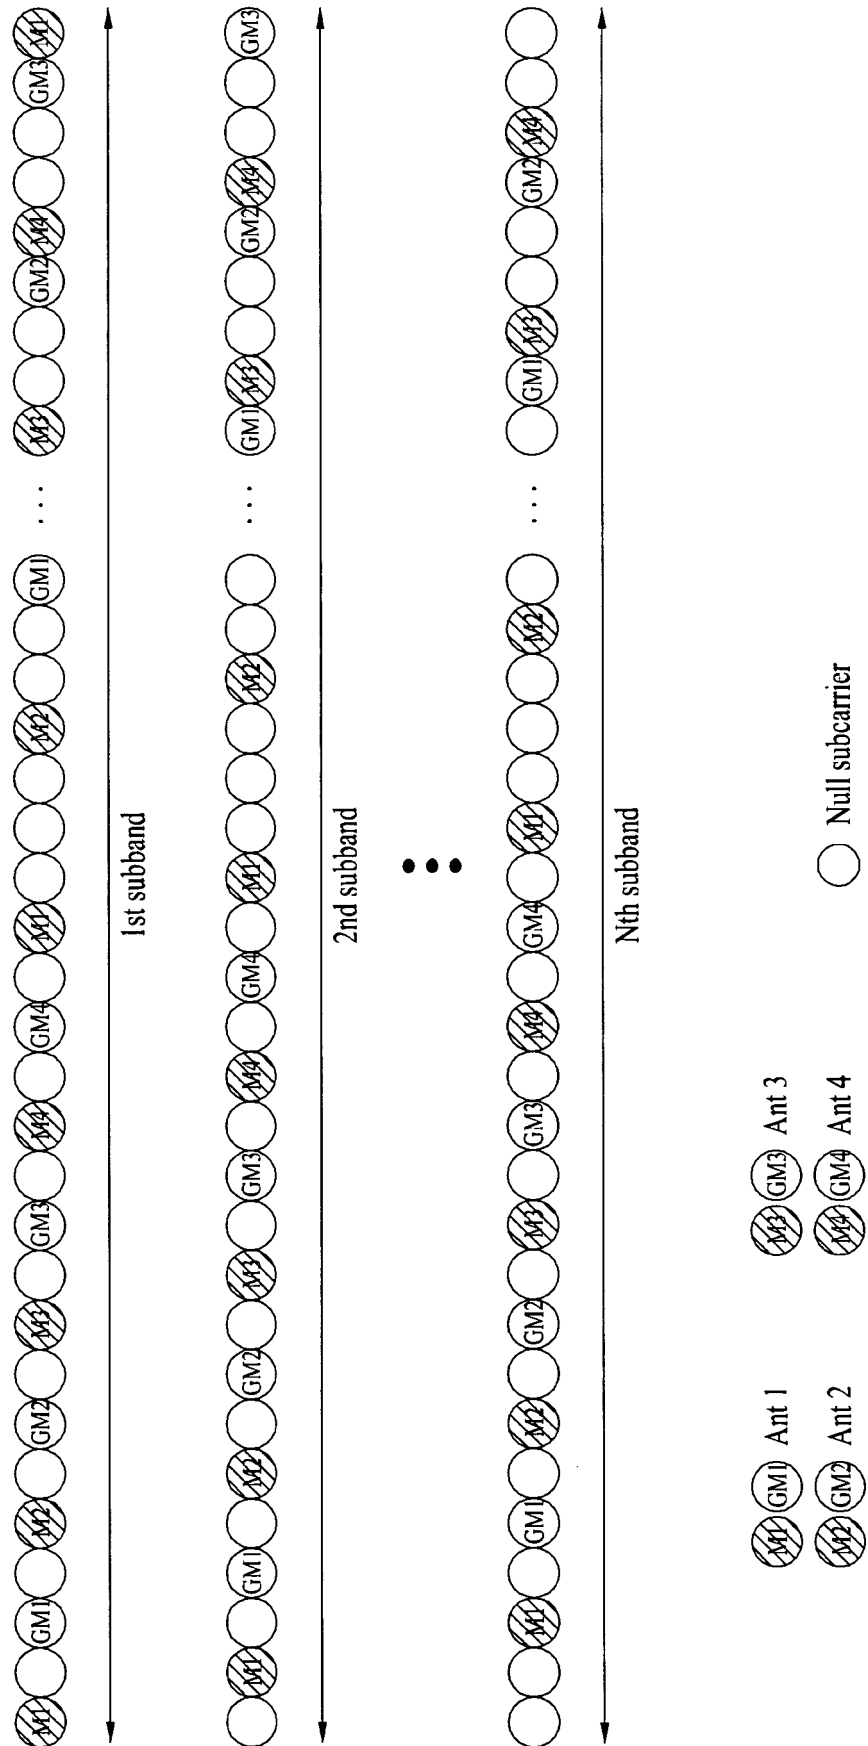 M1 GM1 M2 GM2 M3 GM3 M4 GM4 M1 M2 GM1 ... M3 GM2 M4 GM3 M1
1st subband
M1 GM1 M2 GM2 M3 GM3 M4 GM4 M1 M2 ... GM1 M3 GM2 M4 GM3
2nd subband
M1 GM1 M2 GM2 M3 GM3 M4 GM4 M1 M2 ... GM1 M3 GM2 M4
Nth subband
M1 GM1 Ant 1 M3 GM3 Ant 3
M2 GM2 Ant 2 M4 GM4 Ant 4 Null subcarrier